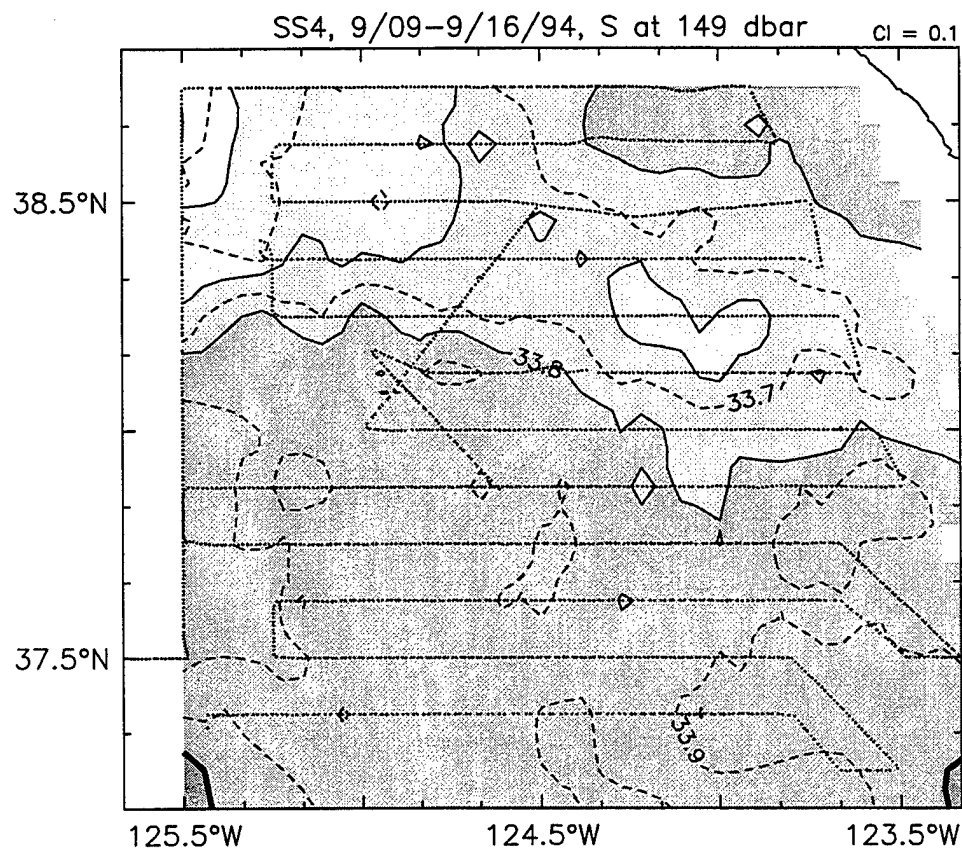 SS4, 9/09-9/16/94, S at 149 dbar
CI = 0.1
38.5°N
33.8
33.7
37.5°N
33.9
125.5°W
124.5°W
123.5°W